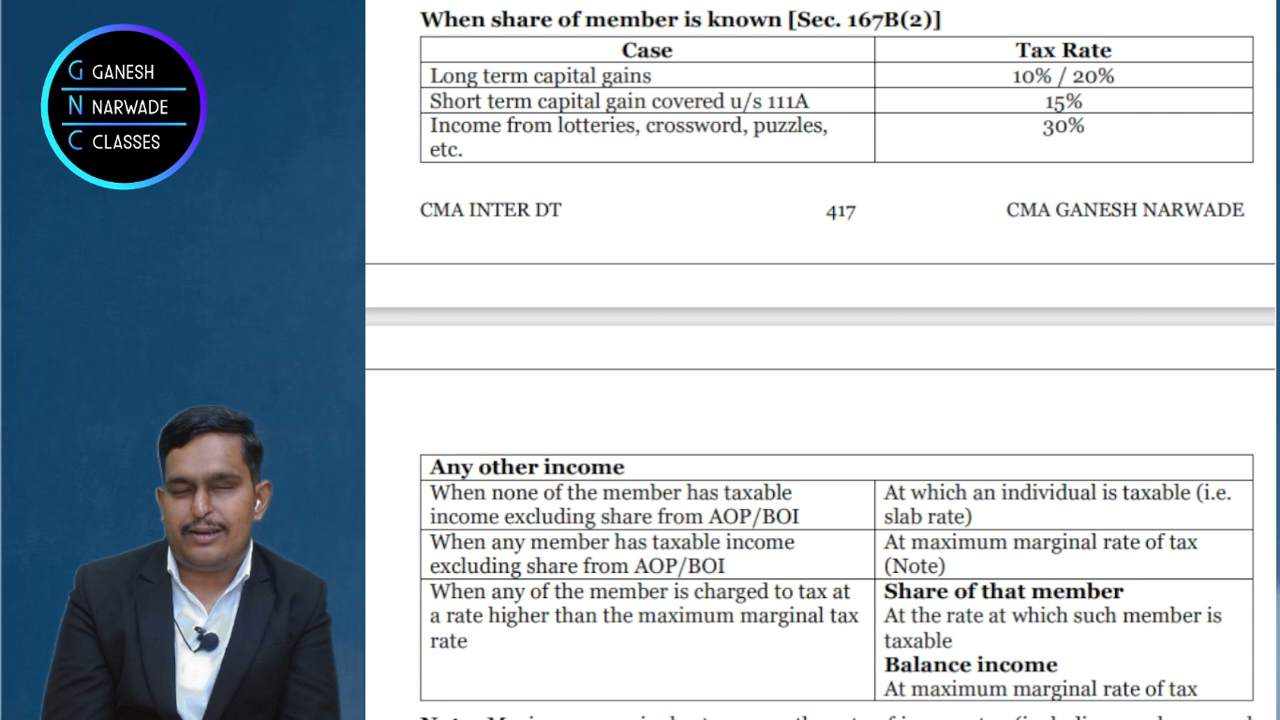 G GANESH
N NARWADE
C CLASSES
When share of member is known [Sec. 167B(2)]
Case Tax Rate
Long term capital gains 10% / 20%
Short term capital gain covered u/s 111A 15%
Income from lotteries, crossword, puzzles, 30%
etc.
CMA INTER DT 417 CMA GANESH NARWADE
Any other income
When none of the member has taxable At which an individual is taxable (i.e.
income excluding share from AOP/BOI slab rate)
When any member has taxable income At maximum marginal rate of tax
excluding share from AOP/BOI (Note)
When any of the member is charged to tax at Share of that member
a rate higher than the maximum marginal tax At the rate at which such member is
rate taxable
Balance income
At maximum marginal rate of tax